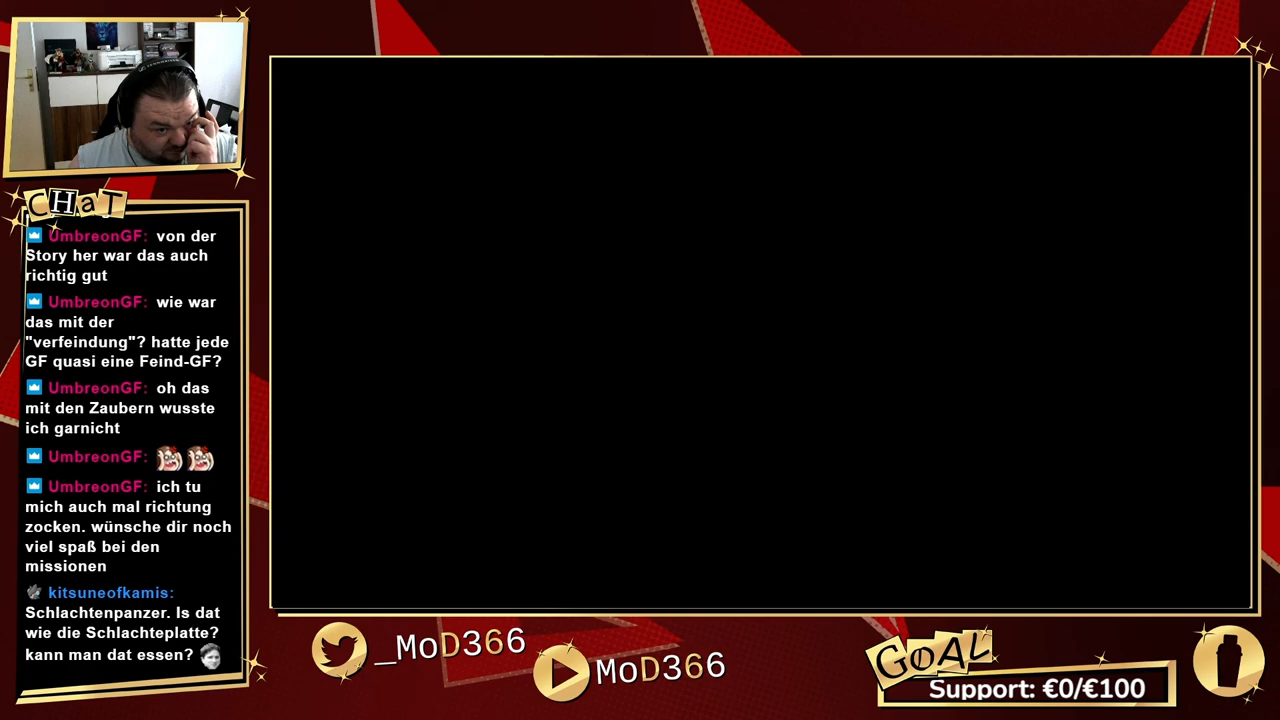 CHaT
UmbreonGF: von der
Story her war das auch
richtig gut
UmbreonGF: wie war
das mit der
"verfeindung"? hatte jede
GF quasi eine Feind-GF?
UmbreonGF: oh das
mit den Zaubern wusste
ich garnicht
UmbreonGF:
UmbreonGF: ich tu
mich auch mal richtung
zocken. wünsche dir noch
viel spaß bei den
missionen
kitsuneofkamis:
Schlachtenpanzer. Is dat
wie die Schlachteplatte?
kann man dat essen?
_MoD366
MoD366
GOAL
Support: €0/€100